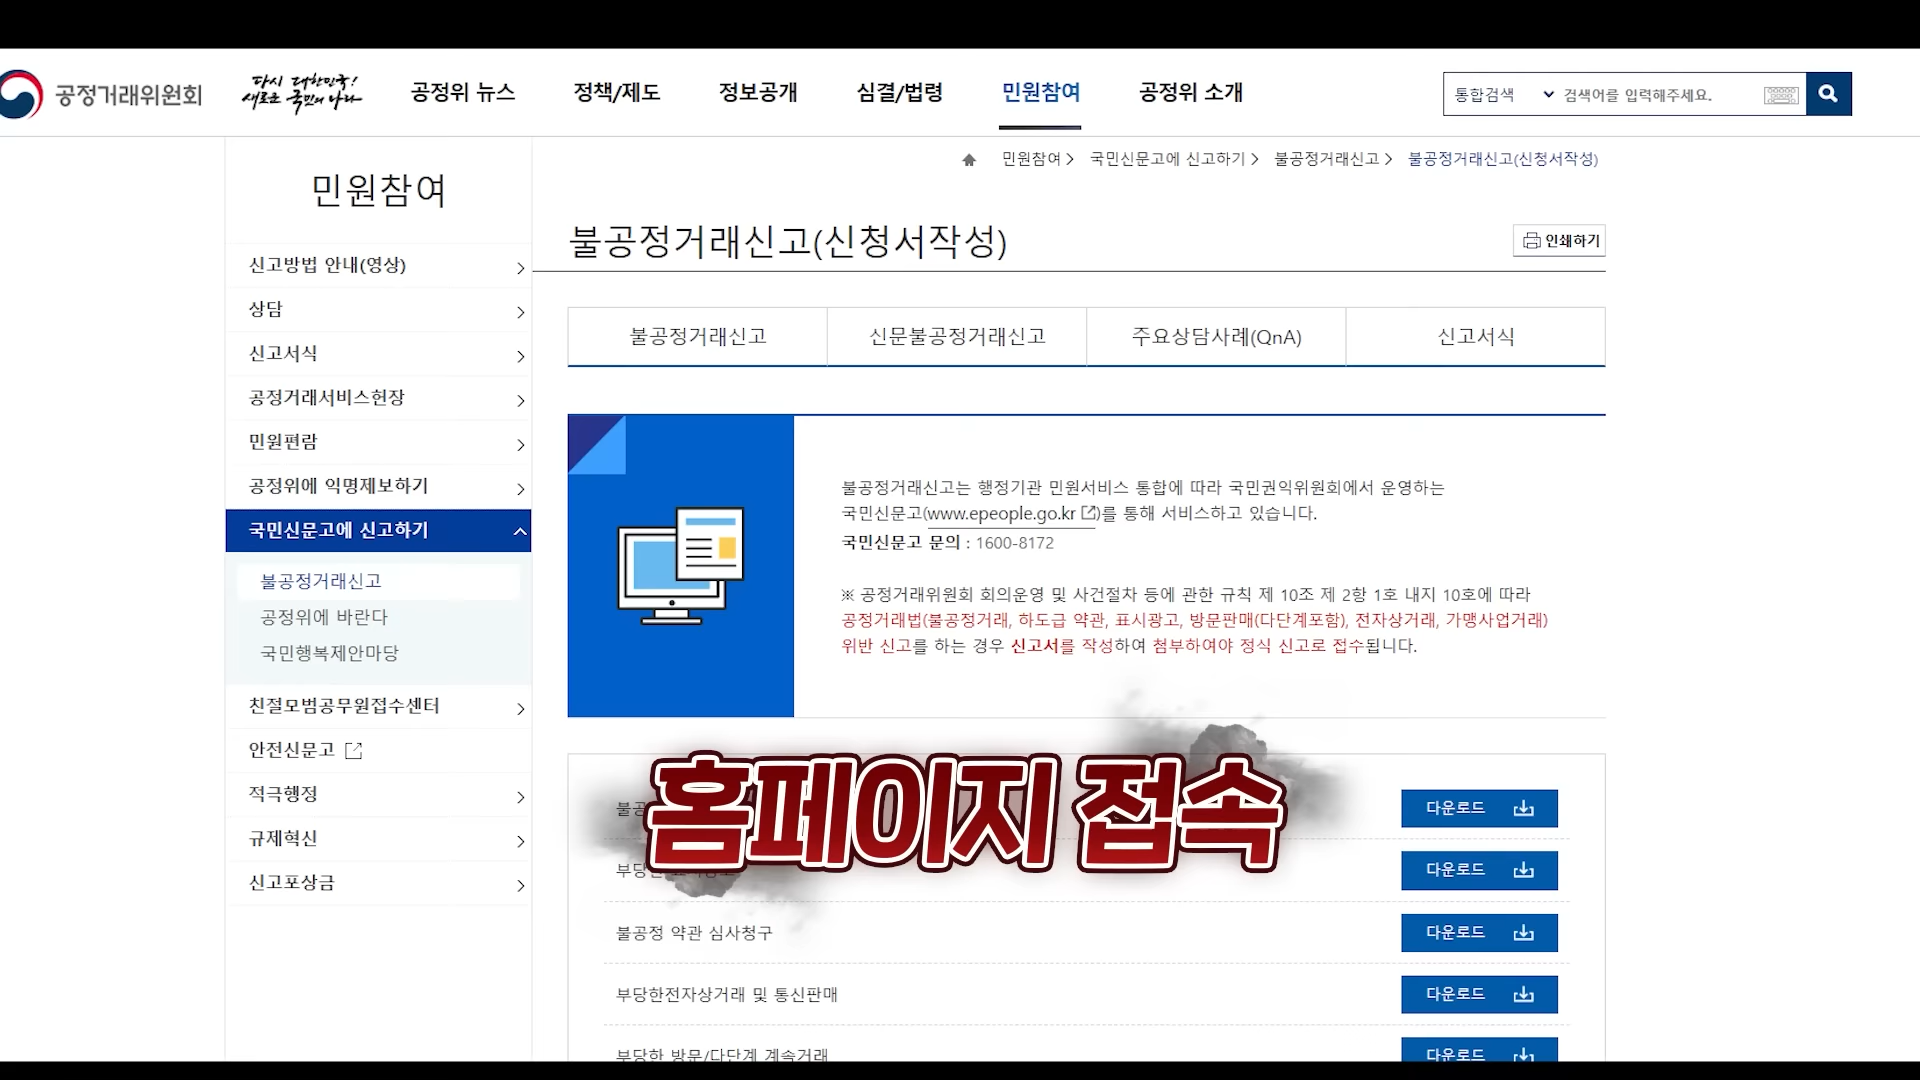 공정거래위원회
다시 대한민국!
새로운 국민의 나라
공정위 뉴스
정책/제도
정보공개
심결/법령
민원참여
공정위 소개
통합검색
검색어를 입력해주세요.
민원참여 > 국민신문고에 신고하기 > 불공정거래신고 > 불공정거래신고(신청서작성)
민원참여
신고방법 안내(영상)
상담
신고서식
공정거래서비스헌장
민원편람
공정위에 익명제보하기
국민신문고에 신고하기
불공정거래신고
공정위에 바란다
국민행복제안마당
친절모범공무원접수센터
안전신문고
적극행정
규제혁신
신고포상금
불공정거래신고(신청서작성)
인쇄하기
불공정거래신고
신문불공정거래신고
주요상담사례(QnA)
신고서식
불공정거래신고는 행정기관 민원서비스 통합에 따라 국민권익위원회에서 운영하는
국민신문고(www.epeople.go.kr)를 통해 서비스하고 있습니다.
국민신문고 문의 : 1600-8172
※ 공정거래위원회 회의운영 및 사건절차 등에 관한 규칙 제 10조 제 2항 1호 내지 10호에 따라
공정거래법(불공정거래, 하도급 약관, 표시광고, 방문판매(다단계포함), 전자상거래, 가맹사업거래)
위반 신고를 하는 경우 신고서를 작성하여 첨부하여야 정식 신고로 접수됩니다.
홈페이지 접속
다운로드
다운로드
불공정 약관 심사청구
다운로드
부당한전자상거래 및 통신판매
다운로드
부당한 방문/다단계 계속거래
다운로드